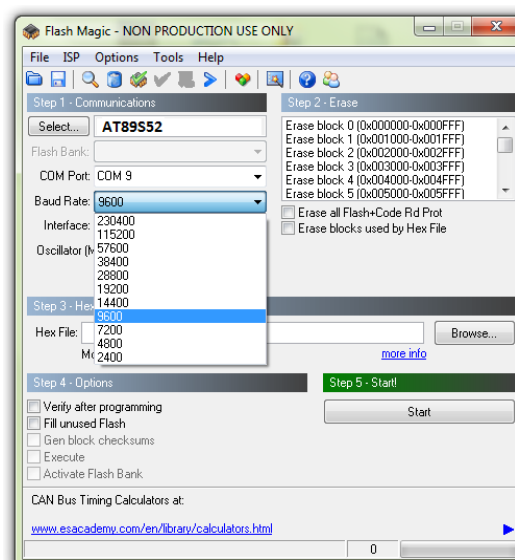 Flash Magic - NON PRODUCTION USE ONLY
File ISP Options Tools Help
Step 1 - Communications
Select... AT89S52
Flash Bank:
COM Port: COM 9
Baud Rate: 9600
230400
Interface:
115200
Oscillator (M
57600
38400
28800
19200
14400
9600
7200
4800
2400
Step 2 - Erase
Erase block 0 (0x000000-0x000FFF)
Erase block 1 (0x001000-0x001FFF)
Erase block 2 (0x002000-0x002FFF)
Erase block 3 (0x003000-0x003FFF)
Erase block 4 (0x004000-0x004FFF)
Erase block 5 (0x005000-0x005FFF)
Erase all Flash+Code Rd Prot
Erase blocks used by Hex File
Step 3 - He
Hex File: Browse...
Mo more info
Step 4 - Options
Verify after programming
Fill unused Flash
Gen block checksums
Execute
Activate Flash Bank
Step 5 - Start!
Start
CAN Bus Timing Calculators at:
www.esacademy.com/en/library/calculators.html
0